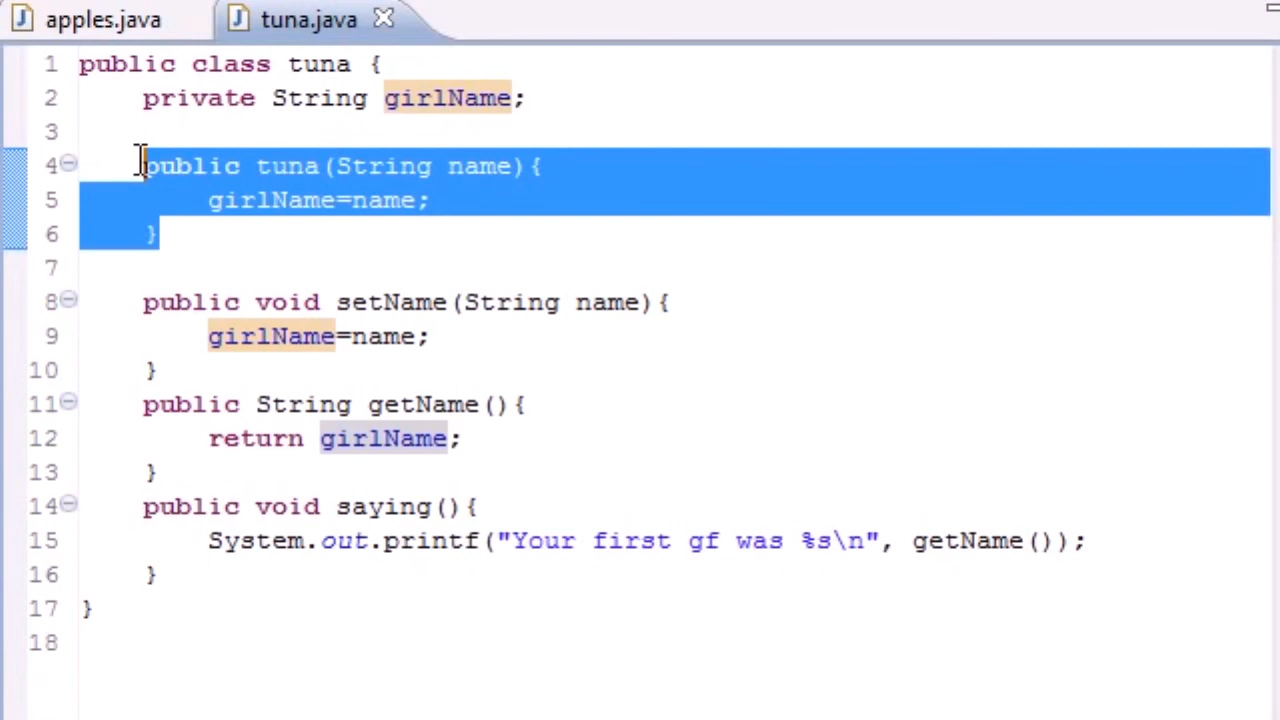 apples.java tuna.java
1 public class tuna {
2 private String girlName;
3
4 public tuna(String name){
5 girlName=name;
6 }
7
8 public void setName(String name){
9 girlName=name;
10 }
11 public String getName(){
12 return girlName;
13 }
14 public void saying(){
15 System.out.printf("Your first gf was %s\n", getName());
16 }
17 }
18